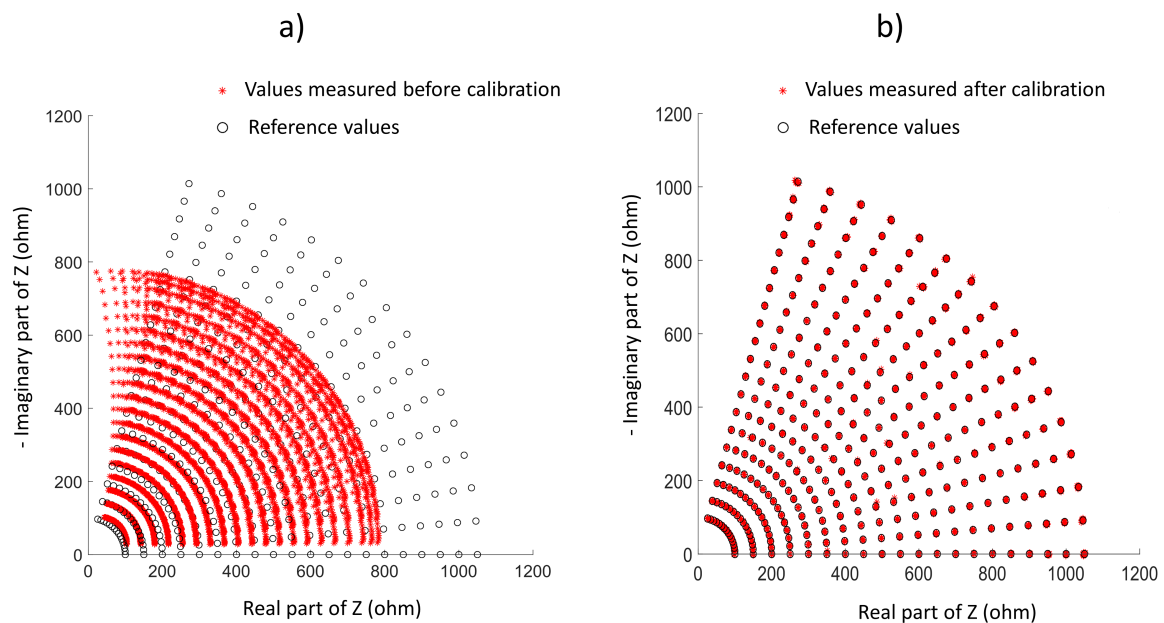 a)
Values measured before calibration
Reference values
1200
1000
800
600
400
200
0
0 200 400 600 800 1000 1200
- Imaginary part of Z (ohm)
Real part of Z (ohm)
b)
Values measured after calibration
Reference values
1200
1000
800
600
400
200
0
0 200 400 600 800 1000 1200
- Imaginary part of Z (ohm)
Real part of Z (ohm)